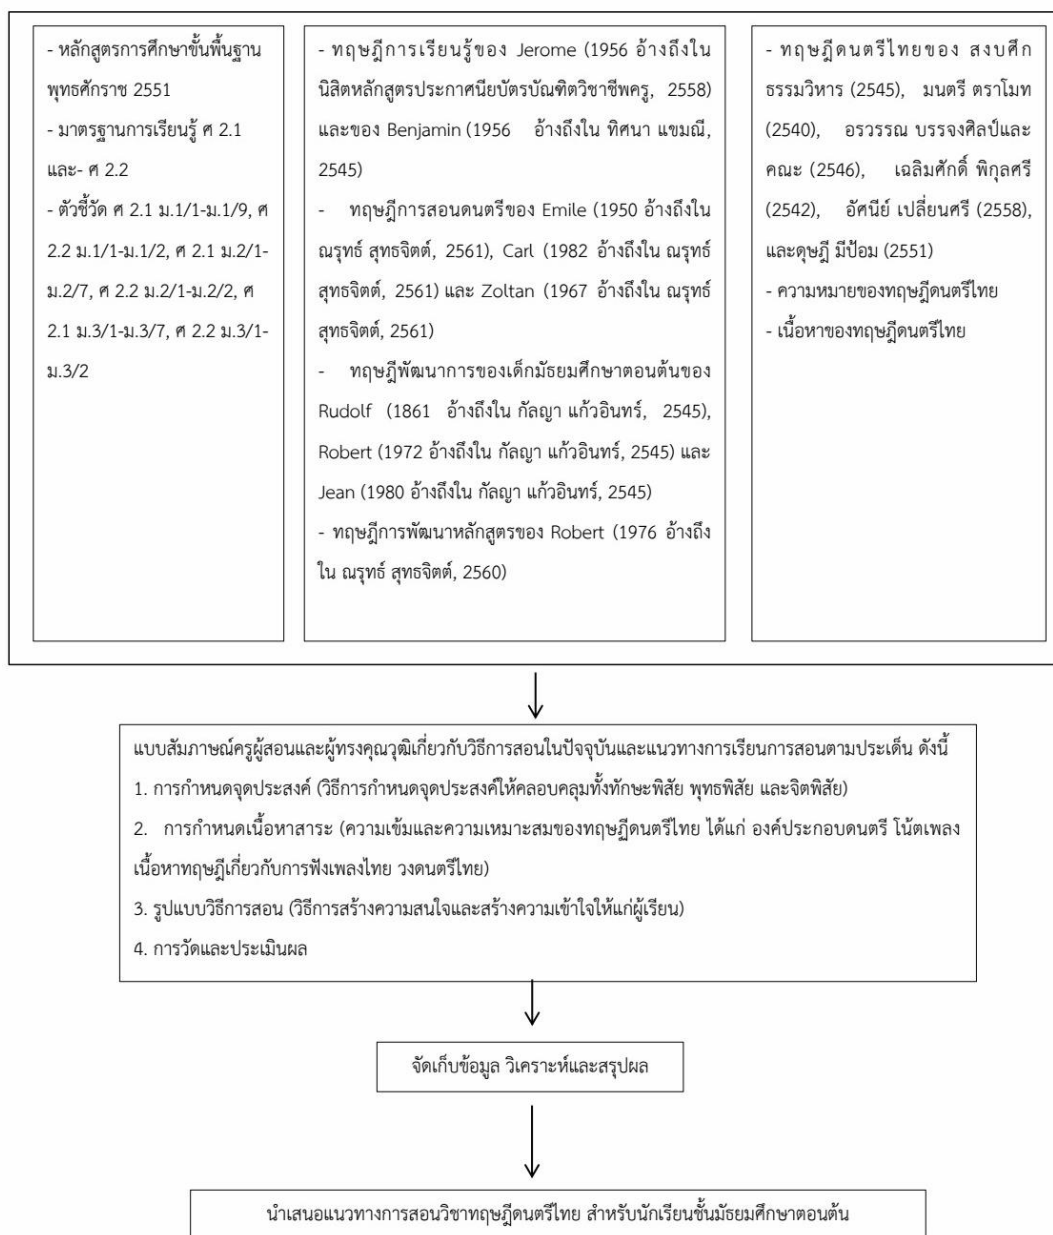 - หลักสูตรการศึกษาขั้นพื้นฐาน
พุทธศักราช 2551
- มาตรฐานการเรียนรู้ ศ 2.1
และ- ศ 2.2
- ตัวชี้วัด ศ 2.1 ม.1/1-ม.1/9, ศ
2.2 ม.1/1-ม.1/2, ศ 2.1 ม.2/1-
ม.2/7, ศ 2.2 ม.2/1-ม.2/2, ศ
2.1 ม.3/1-ม.3/7, ศ 2.2 ม.3/1-
ม.3/2
- ทฤษฎีการเรียนรู้ของ Jerome (1956 อ้างถึงใน
นิสิตหลักสูตรประกาศนียบัตรบัณฑิตวิชาชีพครู, 2558)
และของ Benjamin (1956 อ้างถึงใน ทิศนา แขมณี,
2545)
- ทฤษฎีการสอนดนตรีของ Emile (1950 อ้างถึงใน
ณรุทธ์ สุทธจิตต์, 2561), Carl (1982 อ้างถึงใน ณรุทธ์
สุทธจิตต์, 2561) และ Zoltan (1967 อ้างถึงใน ณรุทธ์
สุทธจิตต์, 2561)
- ทฤษฎีพัฒนาการของเด็กมัธยมศึกษาตอนต้นของ
Rudolf (1861 อ้างถึงใน กัลญา แก้วอินทร์, 2545),
Robert (1972 อ้างถึงใน กัลญา แก้วอินทร์, 2545) และ
Jean (1980 อ้างถึงใน กัลญา แก้วอินทร์, 2545)
- ทฤษฎีการพัฒนาหลักสูตรของ Robert (1976 อ้างถึง
ใน ณรุทธ์ สุทธจิตต์, 2560)
- ทฤษฎีดนตรีไทยของ สงบศึก
ธรรมวิหาร (2545), มนตรี ตราโมท
(2540), อรวรรณ บรรจงศิลป์และ
คณะ (2546), เฉลิมศักดิ์ พิกุลศรี
(2542), อัศนีย์ เปลี่ยนศรี (2558),
และดุษฎี มีป้อม (2551)
- ความหมายของทฤษฎีดนตรีไทย
- เนื้อหาของทฤษฎีดนตรีไทย
แบบสัมภาษณ์ครูผู้สอนและผู้ทรงคุณวุฒิเกี่ยวกับวิธีการสอนในปัจจุบันและแนวทางการเรียนการสอนตามประเด็น ดังนี้
1. การกำหนดจุดประสงค์ (วิธีการกำหนดจุดประสงค์ให้คลอบคลุมทั้งทักษะพิสัย พุทธพิสัย และจิตพิสัย)
2. การกำหนดเนื้อหาสาระ (ความเข้มและความเหมาะสมของทฤษฎีดนตรีไทย ได้แก่ องค์ประกอบดนตรี โน้ตเพลง
เนื้อหาทฤษฎีเกี่ยวกับการฟังเพลงไทย วงดนตรีไทย)
3. รูปแบบวิธีการสอน (วิธีการสร้างความสนใจและสร้างความเข้าใจให้แก่ผู้เรียน)
4. การวัดและประเมินผล
จัดเก็บข้อมูล วิเคราะห์และสรุปผล
นำเสนอแนวทางการสอนวิชาทฤษฎีดนตรีไทย สำหรับนักเรียนชั้นมัธยมศึกษาตอนต้น